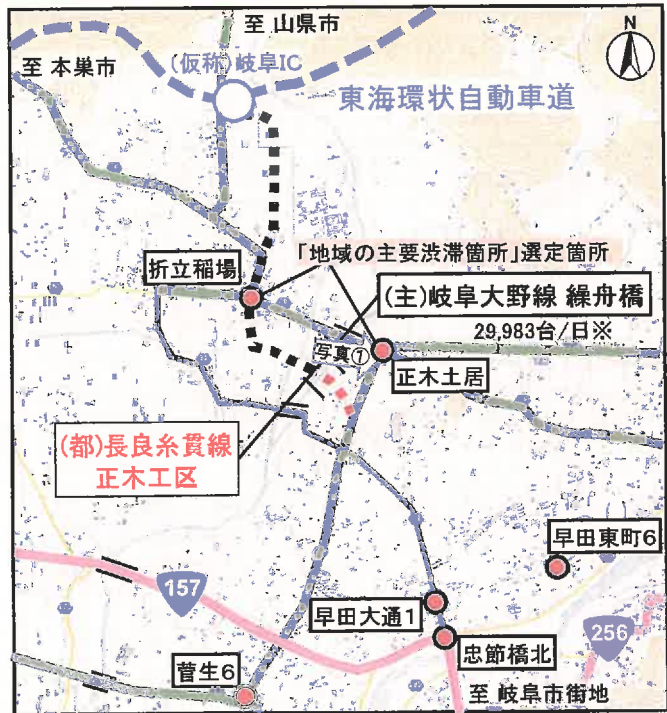 至 山県市
N
至 本巣市
(仮称)岐阜IC
東海環状自動車道
折立稲場
「地域の主要渋滞箇所」選定箇所
(主)岐阜大野線 繰舟橋
29,983台/日※
写真①
正木土居
(都)長良糸貫線
正木工区
早田東町6
157
早田大通1
256
忠節橋北
菅生6
至 岐阜市街地